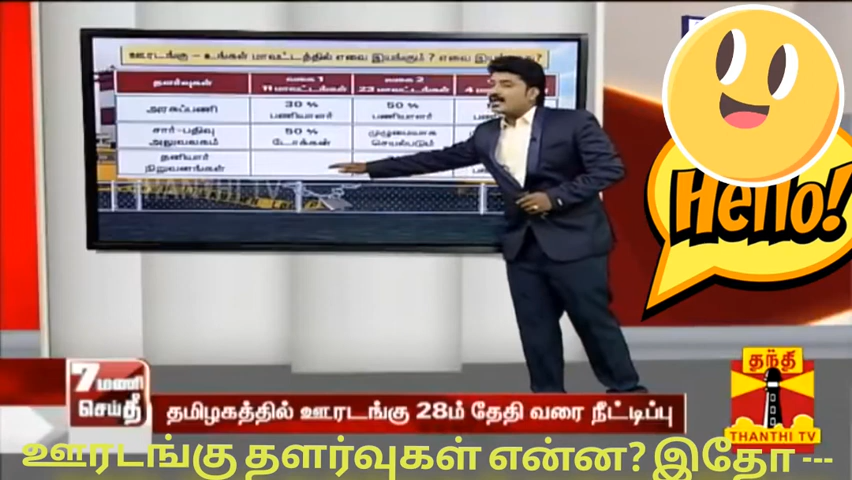 ஊரடங்கு – உங்கள் மாவட்டத்தில் எவை இயங்கும் ? எவை
தளர்வுகள்
வகை 1
11 மாவட்டங்கள்
வகை 2
23 மாவட்டங்கள்
அரசுப்பணி
30 %
பணியாளர்
50 %
பணியாளர்
சார்-பதிவு
அலுவலகம்
50 %
டோக்கன்
முழுமையாக
செயல்படும்
தனியார்
நிறுவனங்கள்
THANTHI TV
Hello!
7 மணி
செய்தீ
தமிழகத்தில் ஊரடங்கு 28ம் தேதி வரை நீட்டிப்பு
தந்தி
THANTHI TV
ஊரடங்கு தளர்வுகள் என்ன? இதோ ---